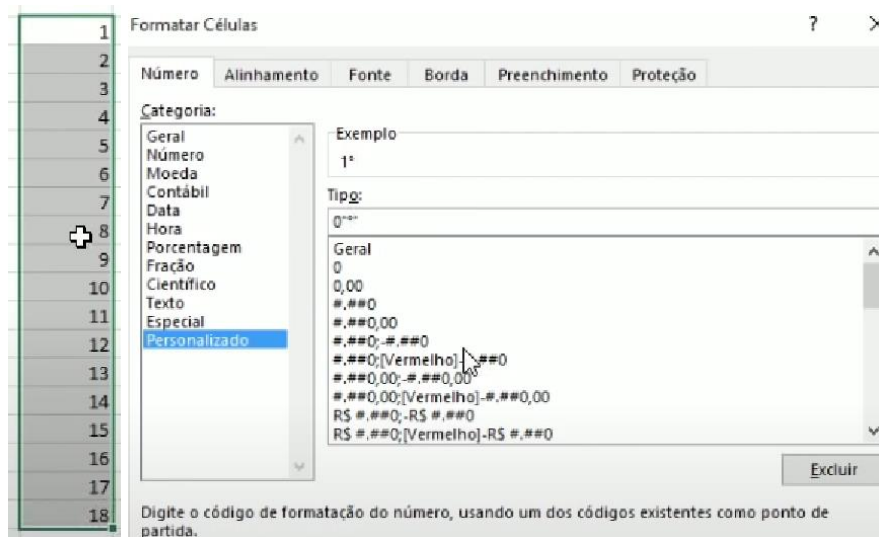 1
2
3
4
5
6
7
8
9
10
11
12
13
14
15
16
17
18
Formatar Células ? X
Número Alinhamento Fonte Borda Preenchimento Proteção
Categoria:
Geral
Número
Moeda
Contábil
Data
Hora
Porcentagem
Fração
Científico
Texto
Especial
Personalizado
Exemplo
1°
Tipo:
0"°"
Geral
0
0,00
#.##0
#.##0,00
#.##0;-#.##0
#.##0;[Vermelho]-#.##0
#.##0,00;-#.##0,00
#.##0,00;[Vermelho]-#.##0,00
R$ #.##0;-R$ #.##0
R$ #.##0;[Vermelho]-R$ #.##0
Excluir
Digite o código de formatação do número, usando um dos códigos existentes como ponto de
partida.